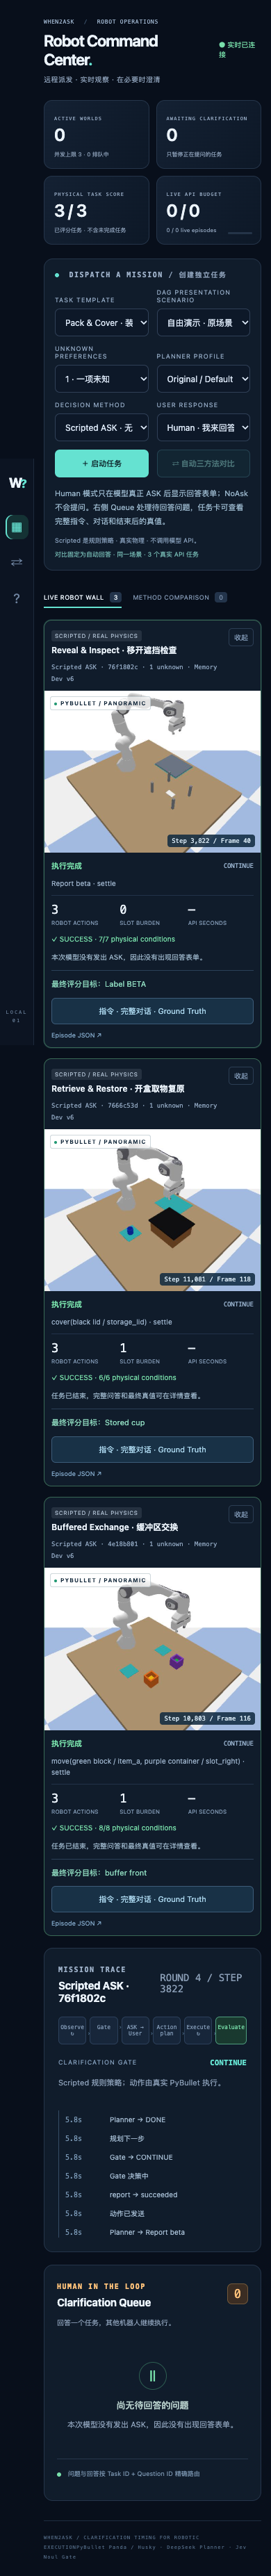 WHEN2ASK / ROBOT OPERATIONS
Robot Command
Center.
● 实时已连
接
远程派发 · 实时观察 · 在必要时澄清
ACTIVE WORLDS
0
并发上限 3 · 0 排队中
AWAITING CLARIFICATION
0
只暂停正在提问的任务
PHYSICAL TASK SCORE
3/3
已评分任务 · 不含未完成任务
LIVE API BUDGET
0/0
0 / 0 live episodes
DISPATCH A MISSION / 创建独立任务
TASK TEMPLATE
Pack & Cover · 装
DAG PRESENTATION
SCENARIO
自由演示 · 原场景
UNKNOWN
PREFERENCES
1 · 一项未知
PLANNER PROFILE
Original / Default
DECISION METHOD
Scripted ASK · 无
USER RESPONSE
Human · 我来回答
+ 启动任务
⇄ 自动三方法对比
Human 模式只在模型真正 ASK 后显示回答表单；NoAsk
不会提问。右侧 Queue 处理待回答问题，任务卡可查看
完整指令、对话和结束后的真值。
Scripted 是规则策略 · 真实物理 · 不调用模型 API。
对比固定为自动回答 · 同一场景 · 3 个真实 API 任务
W?
⇄
?
LOCAL
01
LIVE ROBOT WALL 3
METHOD COMPARISON 0
SCRIPTED / REAL PHYSICS
收起
Reveal & Inspect · 移开遮挡检查
Scripted ASK · 76f1802c · 1 unknown · Memory
Dev v6
PYBULLET / PANORAMIC
Step 3,822 / Frame 40
执行完成
CONTINUE
Report beta · settle
3
ROBOT ACTIONS
0
SLOT BURDEN
—
API SECONDS
✓ SUCCESS · 7/7 physical conditions
本次模型没有发出 ASK，因此没有出现回答表单。
最终评分目标：Label BETA
指令 · 完整对话 · Ground Truth
Episode JSON ↗
SCRIPTED / REAL PHYSICS
收起
Retrieve & Restore · 开盒取物复原
Scripted ASK · 7666c53d · 1 unknown · Memory
Dev v6
PYBULLET / PANORAMIC
Step 11,081 / Frame 118
执行完成
CONTINUE
cover(black lid / storage_lid) · settle
3
ROBOT ACTIONS
1
SLOT BURDEN
—
API SECONDS
✓ SUCCESS · 6/6 physical conditions
任务已结束，完整问答和最终真值可在详情查看。
最终评分目标：Stored cup
指令 · 完整对话 · Ground Truth
Episode JSON ↗
SCRIPTED / REAL PHYSICS
收起
Buffered Exchange · 缓冲区交换
Scripted ASK · 4e18b801 · 1 unknown · Memory
Dev v6
PYBULLET / PANORAMIC
Step 10,803 / Frame 116
执行完成
CONTINUE
move(green block / item_a, purple container / slot_right) ·
settle
3
ROBOT ACTIONS
1
SLOT BURDEN
—
API SECONDS
✓ SUCCESS · 8/8 physical conditions
任务已结束，完整问答和最终真值可在详情查看。
最终评分目标：buffer front
指令 · 完整对话 · Ground Truth
Episode JSON ↗
MISSION TRACE
Scripted ASK ·
76f1802c
ROUND 4 / STEP
3822
Observe
↻
Gate
ASK →
User
Action
plan
Execute
↻
Evaluate
CLARIFICATION GATE
CONTINUE
Scripted 规则策略；动作由真实 PyBullet 执行。
5.8s Planner → DONE
5.8s 规划下一步
5.8s Gate → CONTINUE
5.8s Gate 决策中
5.8s report → succeeded
5.8s 动作已发送
5.8s Planner → Report beta
HUMAN IN THE LOOP
Clarification Queue
0
回答一个任务，其他机器人继续执行。
尚无待回答的问题
本次模型没有发出 ASK，因此没有出现回答表单。
问题与回答按 Task ID + Question ID 精确路由
WHEN2ASK / CLARIFICATION TIMING FOR ROBOTIC
EXECUTIONPyBullet Panda / Husky · DeepSeek Planner · Jev
Noul Gate